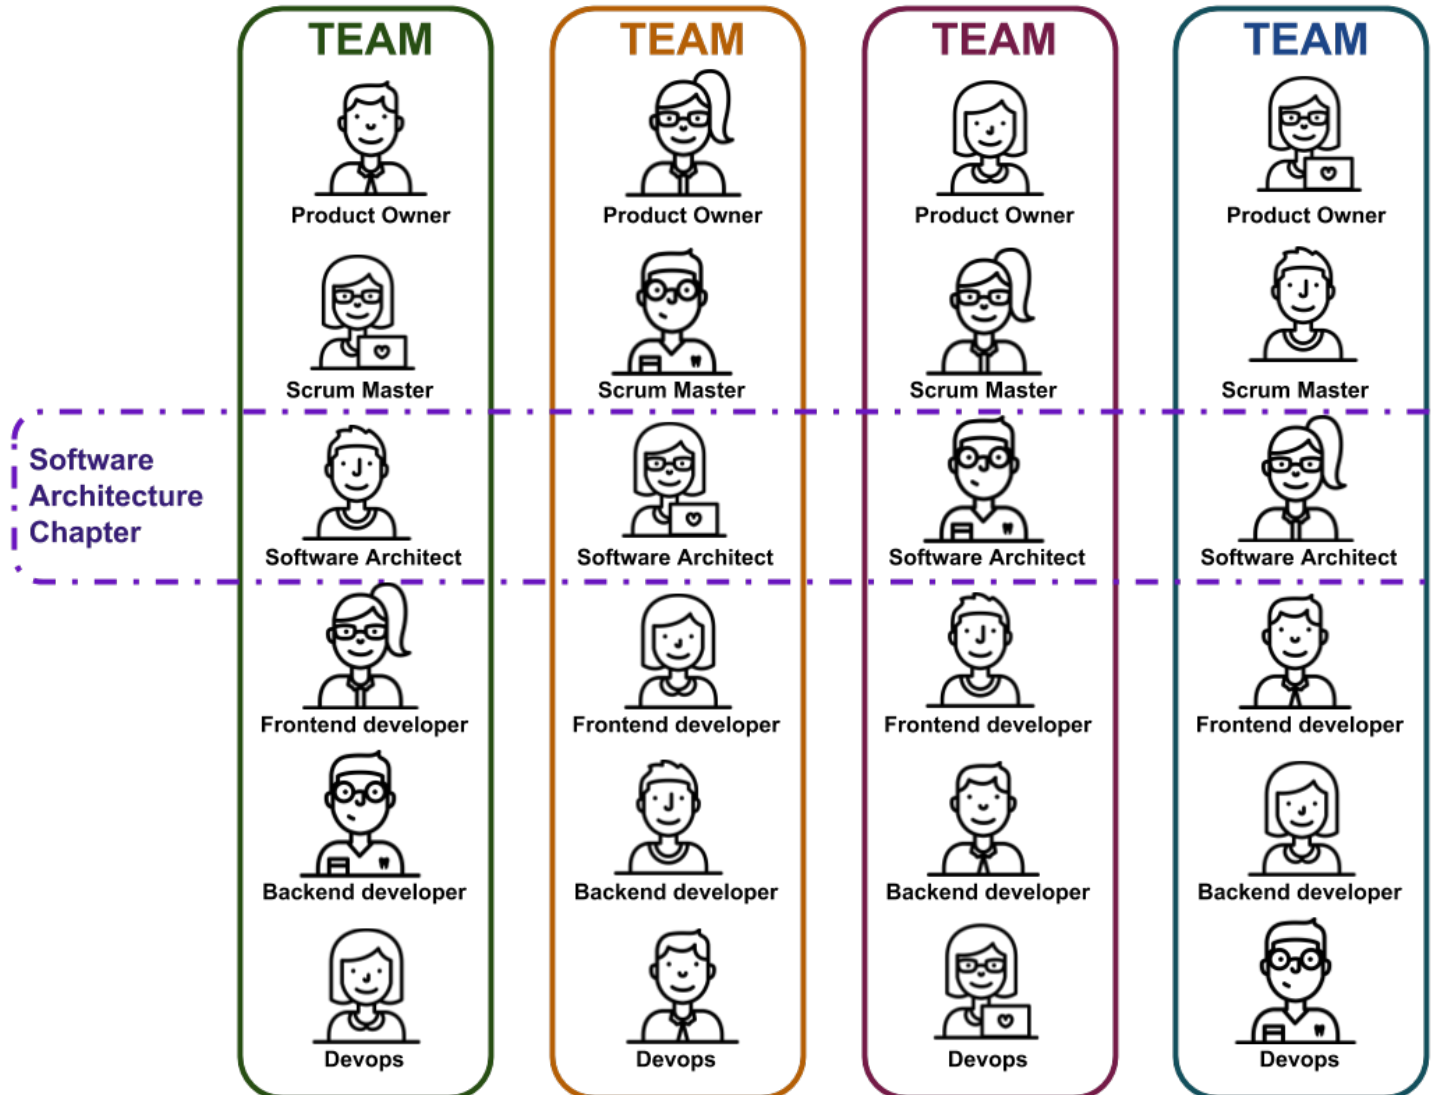 TEAM TEAM TEAM TEAM
Product Owner Product Owner Product Owner Product Owner
Scrum Master Scrum Master Scrum Master Scrum Master
Software
Architecture
Chapter
Software Architect Software Architect Software Architect Software Architect
Frontend developer Frontend developer Frontend developer Frontend developer
Backend developer Backend developer Backend developer Backend developer
Devops Devops Devops Devops